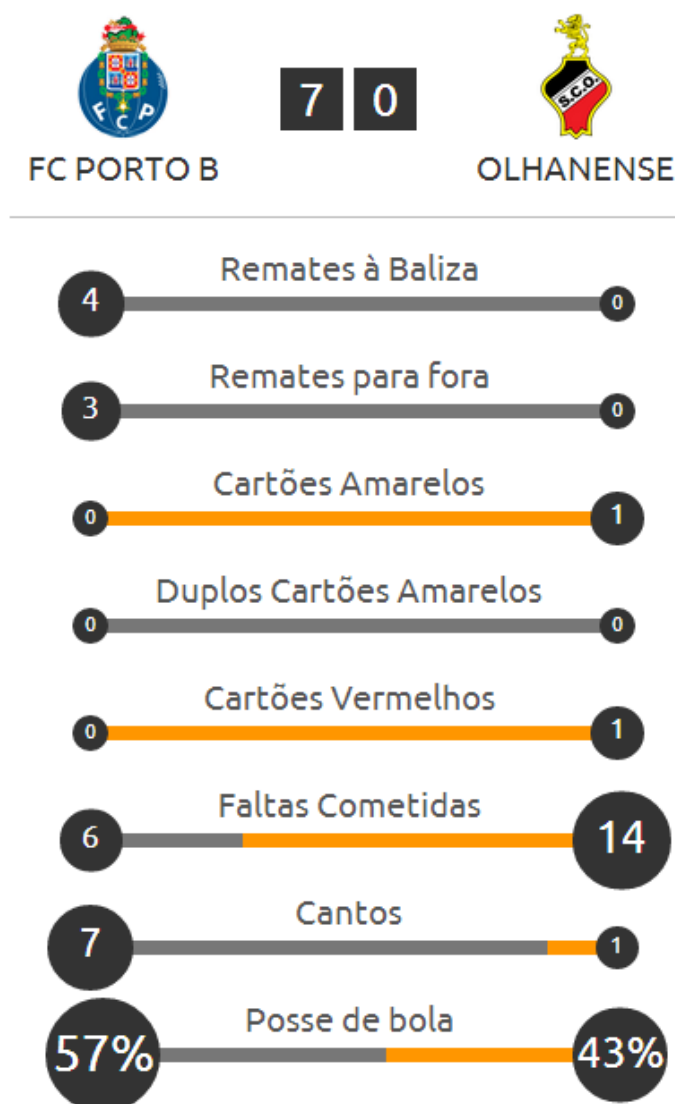 7 0
F C P
S.C.O.
FC PORTO B OLHANENSE
Remates à Baliza
4 0
Remates para fora
3 0
Cartões Amarelos
0 1
Duplos Cartões Amarelos
0 0
Cartões Vermelhos
0 1
Faltas Cometidas
6 14
Cantos
7 1
Posse de bola
57% 43%